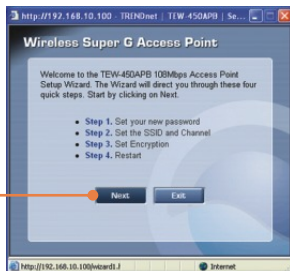 http://192.168.10.100 - TRENDnet | TEW-450APB | Se...
Wireless Super G Access Point
Welcome to the TEW-450APB 108Mbps Access Point
Setup Wizard. The Wizard will direct you through these four
quick steps. Start by clicking on Next.
Step 1. Set your new password
Step 2. Set the SSID and Channel
Step 3. Set Encryption
Step 4. Restart
Next Exit
http://192.168.10.100/wizard1.l Internet